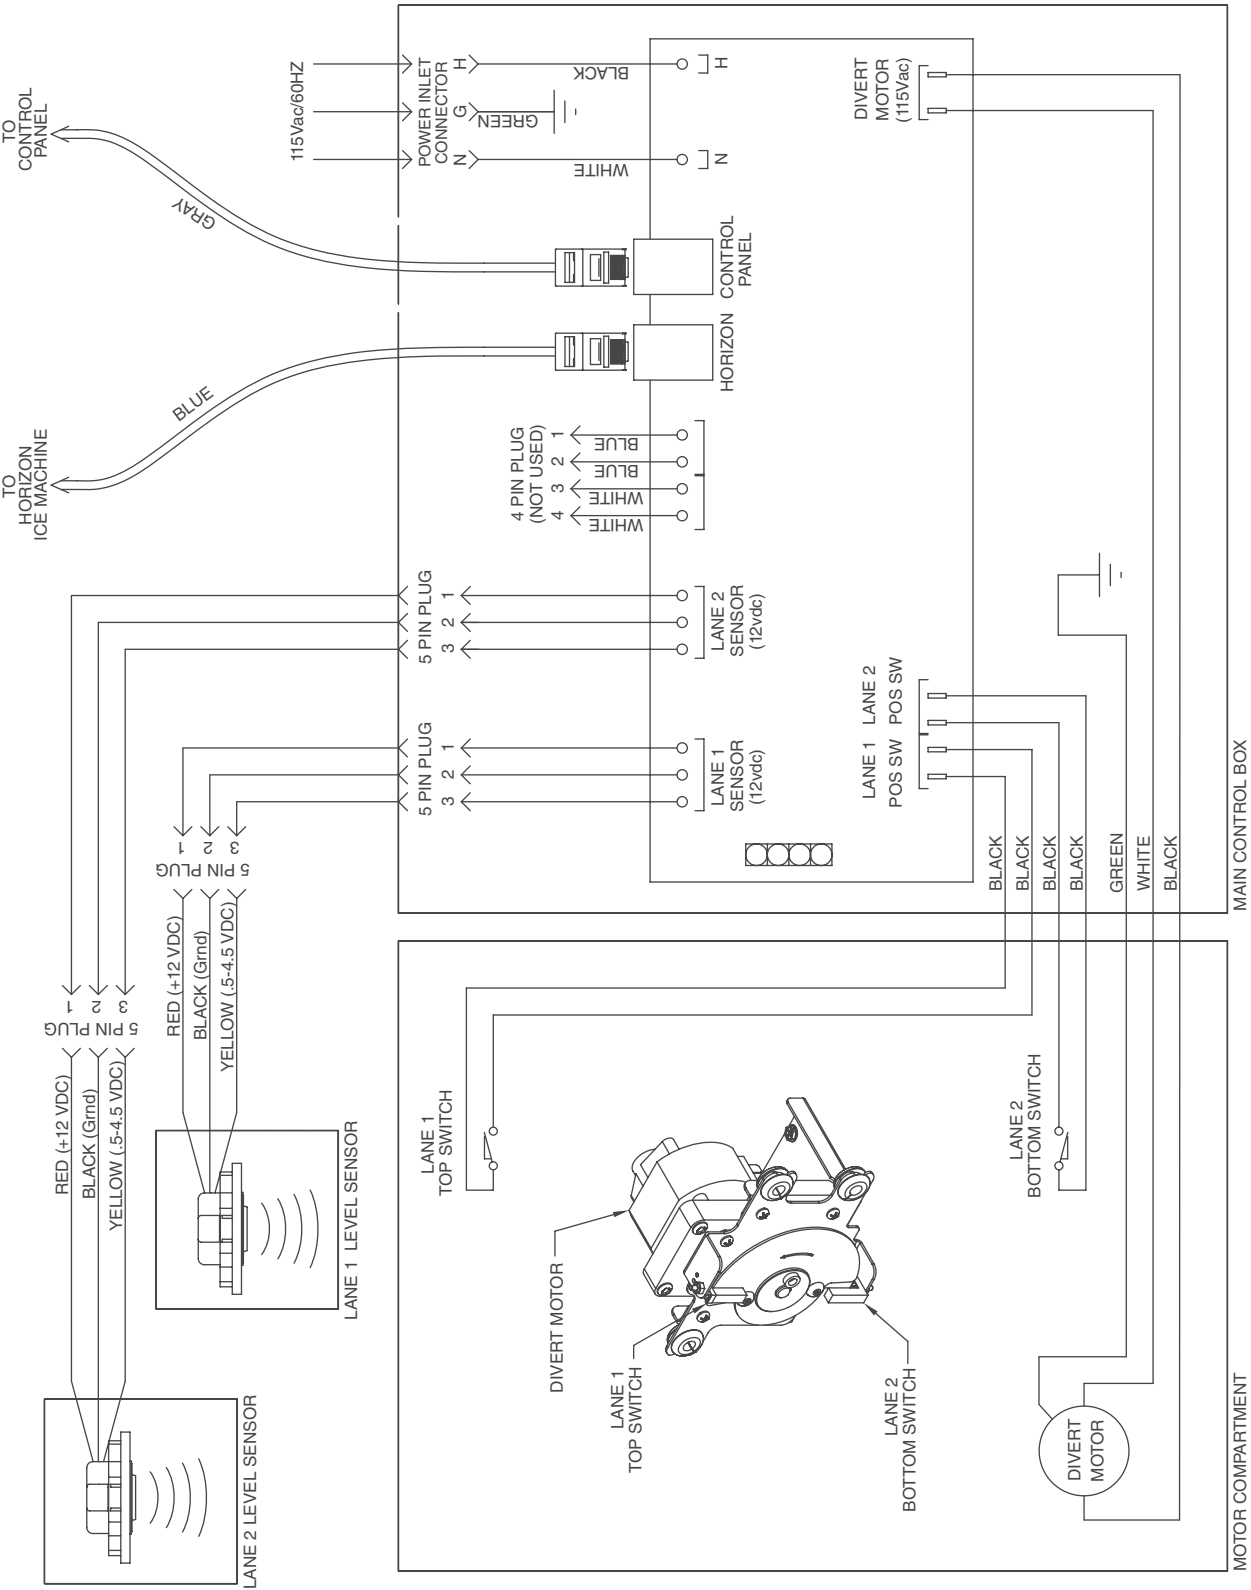 TO
CONTROL
PANEL
GRAY
TO
HORIZON
ICE MACHINE
BLUE
115Vac/60HZ
POWER INLET
CONNECTOR
H
G
N
BLACK
GREEN
WHITE
H
N
DIVERT
MOTOR
(115Vac)
CONTROL
PANEL
HORIZON
4 PIN PLUG
(NOT USED)
1
2
3
4
BLUE
BLUE
WHITE
WHITE
5 PIN PLUG
1
2
3
LANE 2
SENSOR
(12vdc)
5 PIN PLUG
1
2
3
LANE 1
SENSOR
(12vdc)
LANE 1
POS SW
LANE 2
POS SW
BLACK
BLACK
BLACK
BLACK
GREEN
WHITE
BLACK
MAIN CONTROL BOX
1
2
3
5 PIN PLUG
RED (+12 VDC)
BLACK (Grnd)
YELLOW (.5-4.5 VDC)
LANE 1 LEVEL SENSOR
1
2
3
5 PIN PLUG
RED (+12 VDC)
BLACK (Grnd)
YELLOW (.5-4.5 VDC)
LANE 2 LEVEL SENSOR
LANE 1
TOP SWITCH
LANE 2
BOTTOM SWITCH
DIVERT MOTOR
LANE 1
TOP SWITCH
LANE 2
BOTTOM SWITCH
DIVERT
MOTOR
MOTOR COMPARTMENT